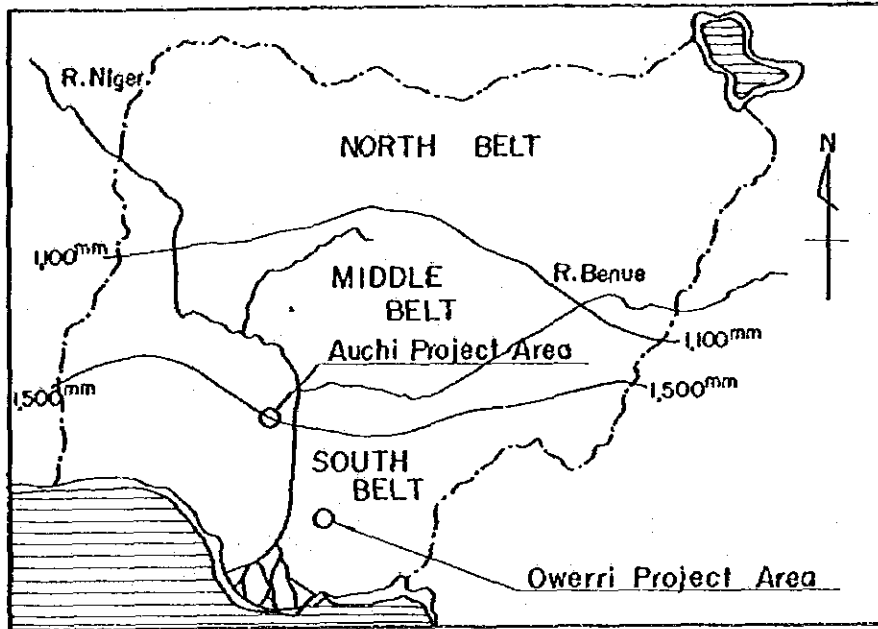 R. Niger
NORTH BELT
N
1,100mm
MIDDLE
BELT
R. Benue
Auchi Project Area
1,100mm
1,500mm
1,500mm
SOUTH
BELT
Owerri Project Area